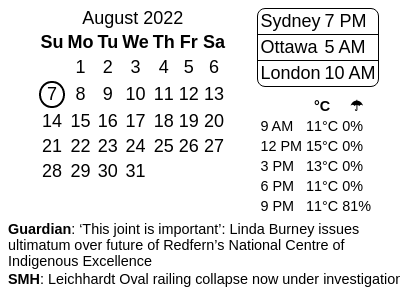 August 2022
Su Mo Tu We Th Fr Sa
1 2 3 4 5 6
7 8 9 10 11 12 13
14 15 16 17 18 19 20
21 22 23 24 25 26 27
28 29 30 31
Sydney 7 PM
Ottawa 5 AM
London 10 AM
°C ☂
9 AM 11°C 0%
12 PM 15°C 0%
3 PM 13°C 0%
6 PM 11°C 0%
9 PM 11°C 81%
Guardian: ‘This joint is important’: Linda Burney issues
ultimatum over future of Redfern’s National Centre of
Indigenous Excellence
SMH: Leichhardt Oval railing collapse now under investigation